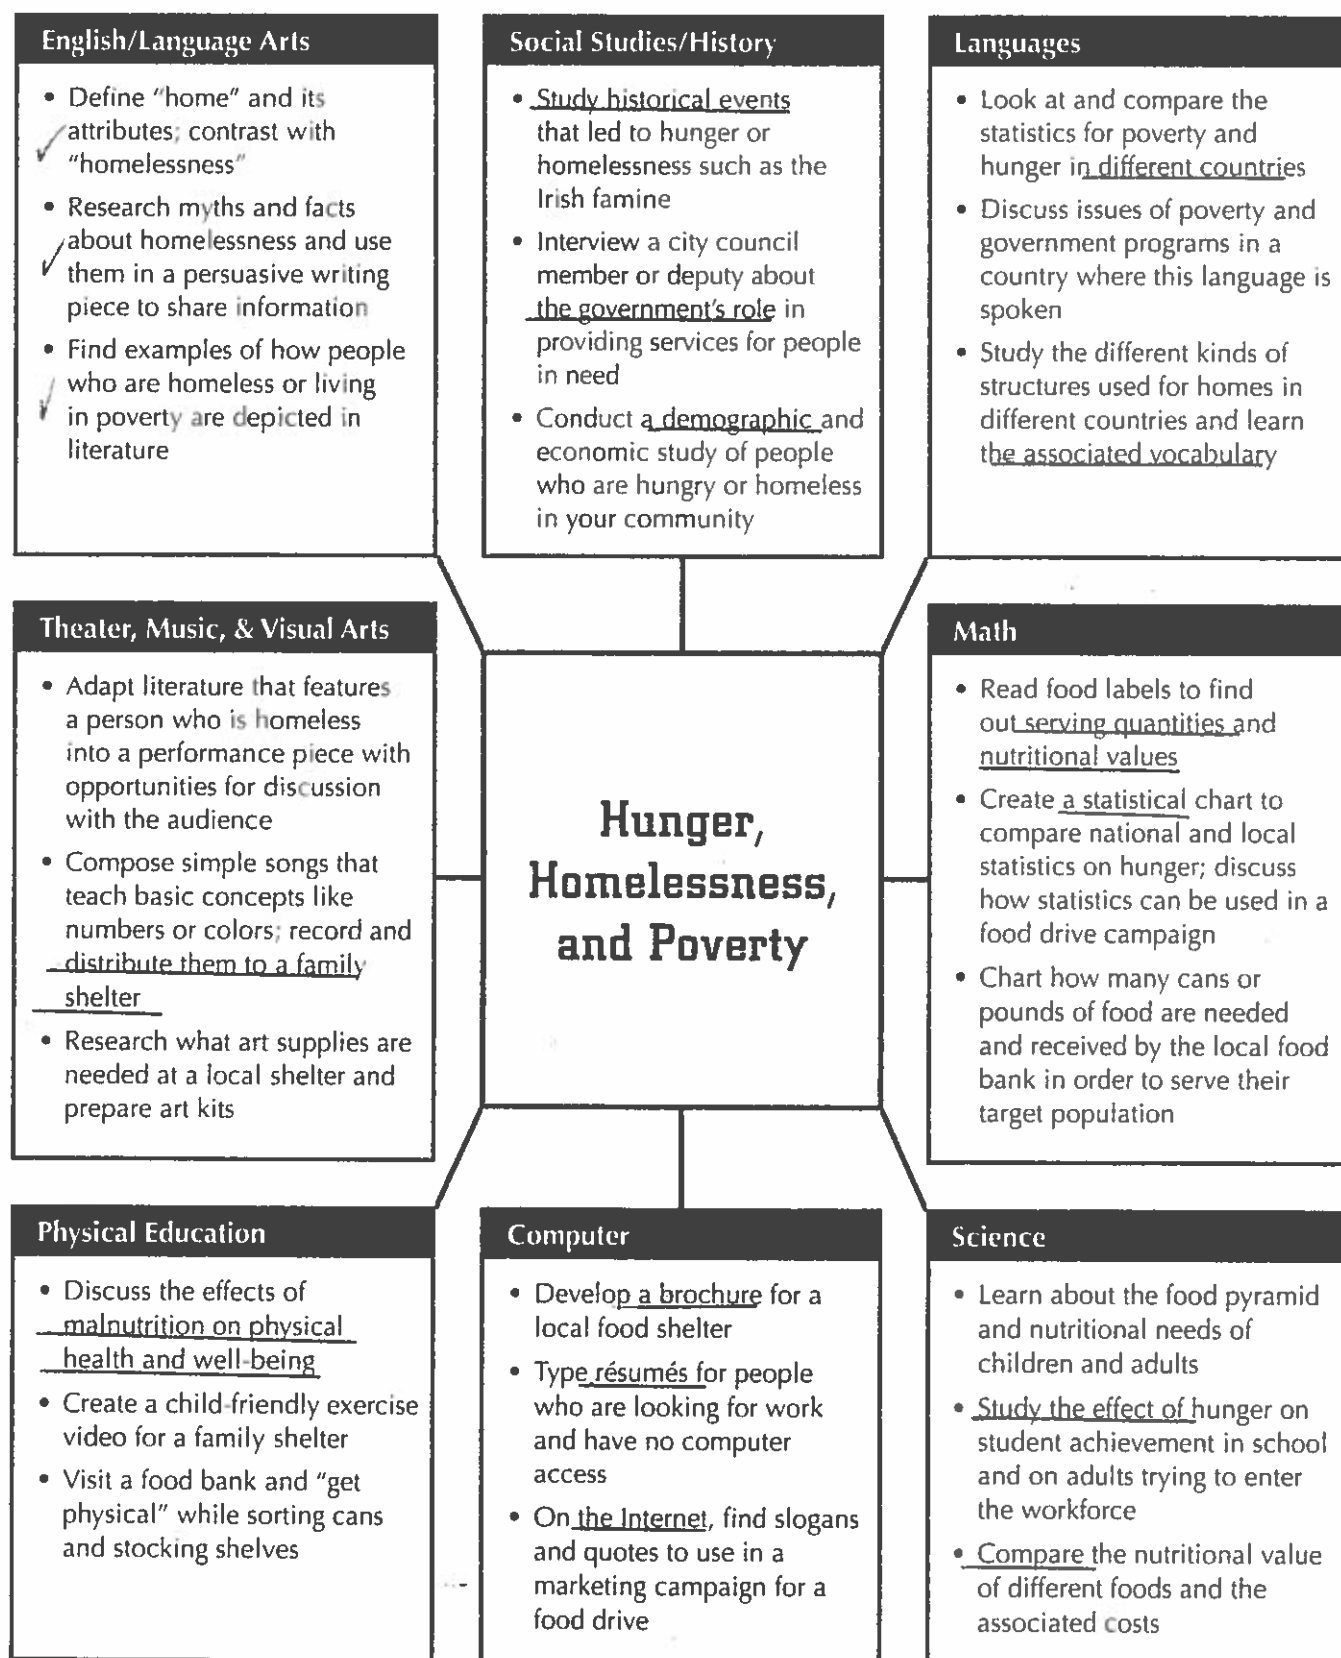 English/Language Arts
• Define "home" and its
attributes; contrast with
"homelessness"
• Research myths and facts
about homelessness and use
them in a persuasive writing
piece to share information
• Find examples of how people
who are homeless or living
in poverty are depicted in
literature
Social Studies/History
• Study historical events
that led to hunger or
homelessness such as the
Irish famine
• Interview a city council
member or deputy about
the government's role in
providing services for people
in need
• Conduct a demographic and
economic study of people
who are hungry or homeless
in your community
Languages
• Look at and compare the
statistics for poverty and
hunger in different countries
• Discuss issues of poverty and
government programs in a
country where this language is
spoken
• Study the different kinds of
structures used for homes in
different countries and learn
the associated vocabulary
Theater, Music, & Visual Arts
• Adapt literature that features
a person who is homeless
into a performance piece with
opportunities for discussion
with the audience
• Compose simple songs that
teach basic concepts like
numbers or colors; record and
distribute them to a family
shelter
• Research what art supplies are
needed at a local shelter and
prepare art kits
Hunger,
Homelessness,
and Poverty
Math
• Read food labels to find
out serving quantities and
nutritional values
• Create a statistical chart to
compare national and local
statistics on hunger; discuss
how statistics can be used in a
food drive campaign
• Chart how many cans or
pounds of food are needed
and received by the local food
bank in order to serve their
target population
Physical Education
• Discuss the effects of
malnutrition on physical
health and well-being
• Create a child-friendly exercise
video for a family shelter
• Visit a food bank and "get
physical" while sorting cans
and stocking shelves
Computer
• Develop a brochure for a
local food shelter
• Type résumés for people
who are looking for work
and have no computer
access
• On the Internet, find slogans
and quotes to use in a
marketing campaign for a
food drive
Science
• Learn about the food pyramid
and nutritional needs of
children and adults
• Study the effect of hunger on
student achievement in school
and on adults trying to enter
the workforce
• Compare the nutritional value
of different foods and the
associated costs